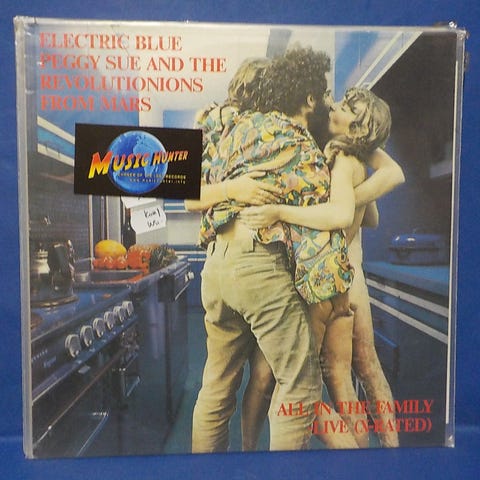 ELECTRIC BLUE
PEGGY SUE AND THE
REVOLUTIONIONS
FROM MARS
MUSIC HUNTER
ALL IN THE FAMILY
LIVE (X-RATED)